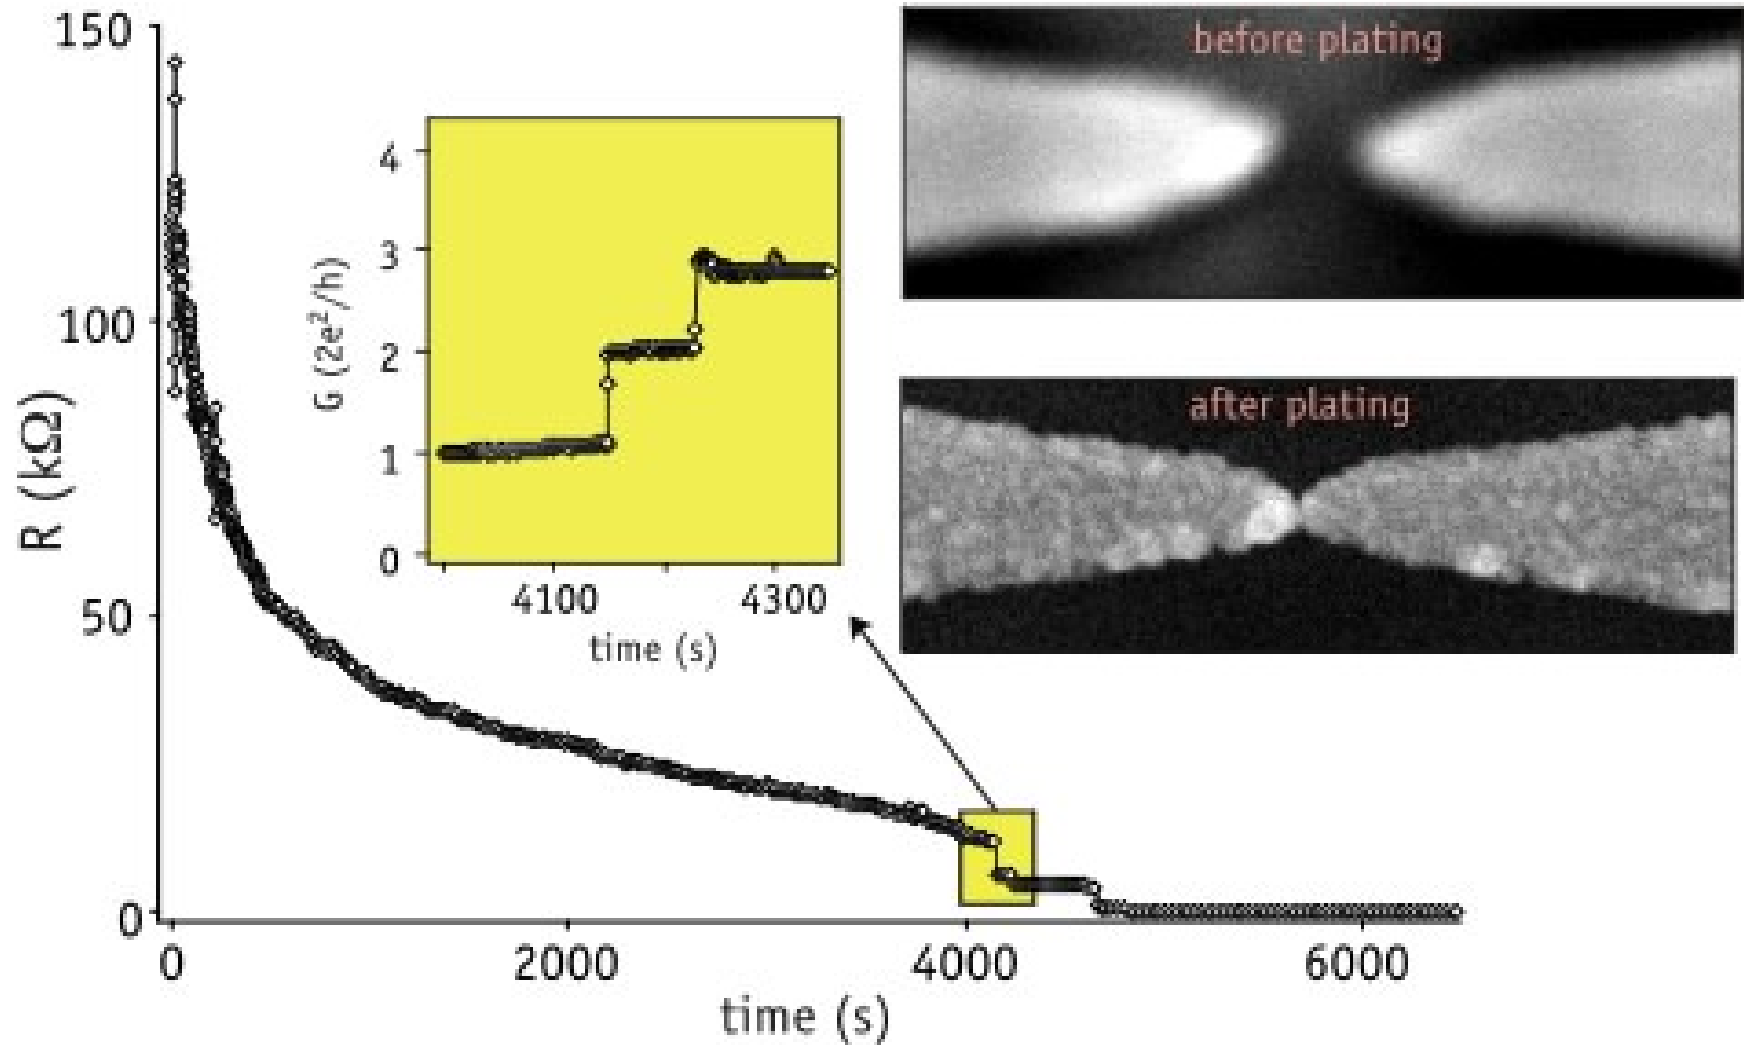 150
100
50
0
R (kΩ)
0
2000
4000
6000
time (s)
4
3
2
1
0
G (2e²/h)
4100
4300
time (s)
before plating
after plating